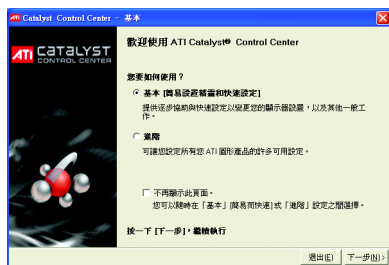 Catalyst Control Center - 基本
ATI CATALYST
CONTROL CENTER
歡迎使用 ATI Catalyst® Control Center
您要如何使用？
基本 [簡易設置精靈和快速設定]
提供逐步協助與快速設定以變更您的顯示器設置，以及其他一般工
作。
進階
可讓您設定所有您 ATI 圖形產品的許多可用設定。
不再顯示此頁面。
您可以隨時在「基本」[簡易而快速]或「進階」設定之間選擇。
按一下 [下一步]，繼續執行
退出(E)
下一步(N)>